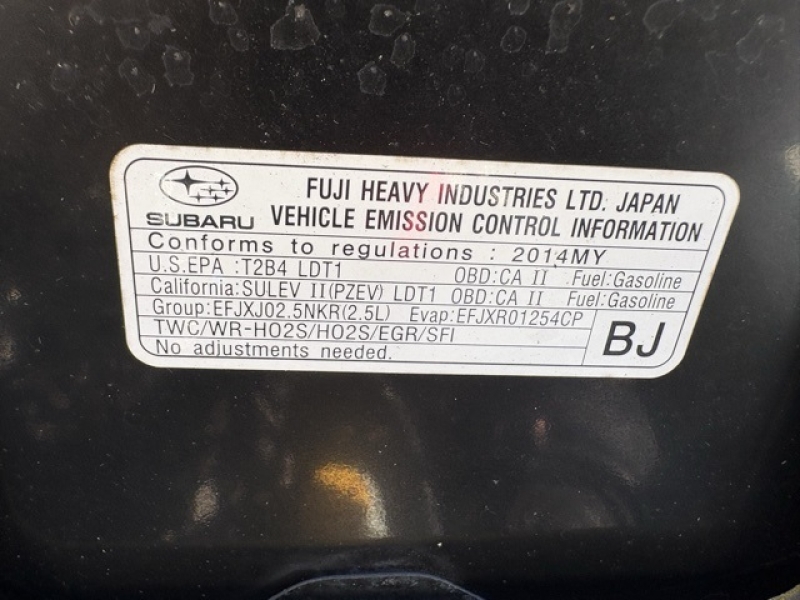 SUBARU
FUJI HEAVY INDUSTRIES LTD. JAPAN
VEHICLE EMISSION CONTROL INFORMATION
Conforms to regulations : 2014MY
U.S.EPA :T2B4 LDT1 OBD:CA II Fuel:Gasoline
California:SULEV II(PZEV) LDT1 OBD:CA II Fuel:Gasoline
Group:EFJXJ02.5NKR(2.5L) Evap:EFJXR01254CP
TWC/WR-HO2S/HO2S/EGR/SFI
No adjustments needed.
BJ